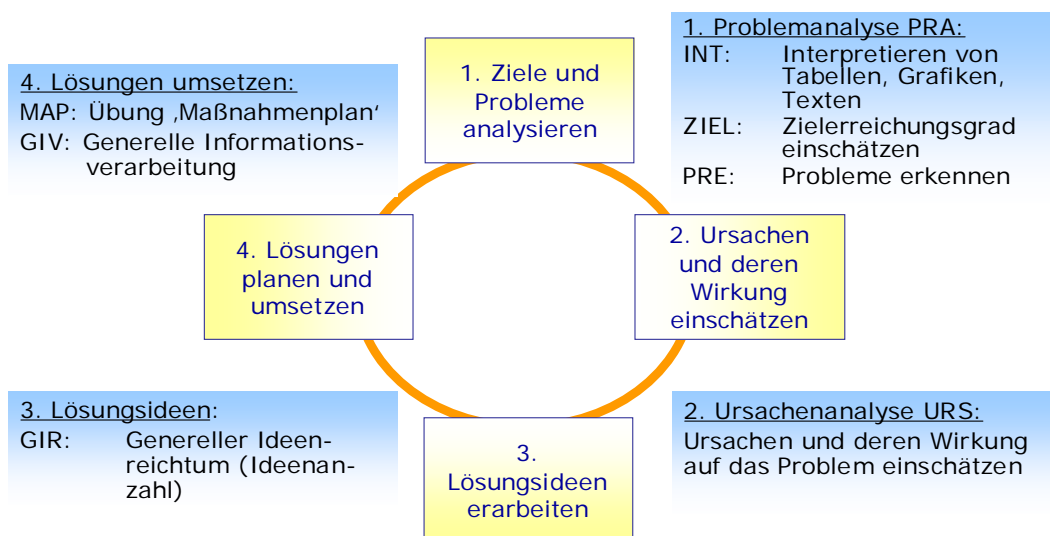 1. Ziele und
Probleme
analysieren
1. Problemanalyse PRA:
INT: Interpretieren von
Tabellen, Grafiken,
Texten
ZIEL: Zielerreichungsgrad
einschätzen
PRE: Probleme erkennen
2. Ursachen
und deren
Wirkung
einschätzen
2. Ursachenanalyse URS:
Ursachen und deren Wirkung
auf das Problem einschätzen
3.
Lösungsideen
erarbeiten
3. Lösungsideen:
GIR: Genereller Ideen-
reichtum (Ideenan-
zahl)
4. Lösungen
planen und
umsetzen
4. Lösungen umsetzen:
MAP: Übung ‚Maßnahmenplan‘
GIV: Generelle Informations-
verarbeitung